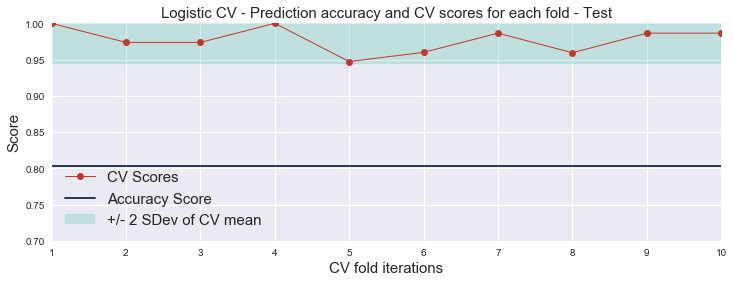 Logistic CV - Prediction accuracy and CV scores for each fold - Test
1.00
0.95
0.90
0.85
0.80
0.75
0.70
Score
CV Scores
Accuracy Score
+/- 2 SDev of CV mean
1 2 3 4 5 6 7 8 9 10
CV fold iterations